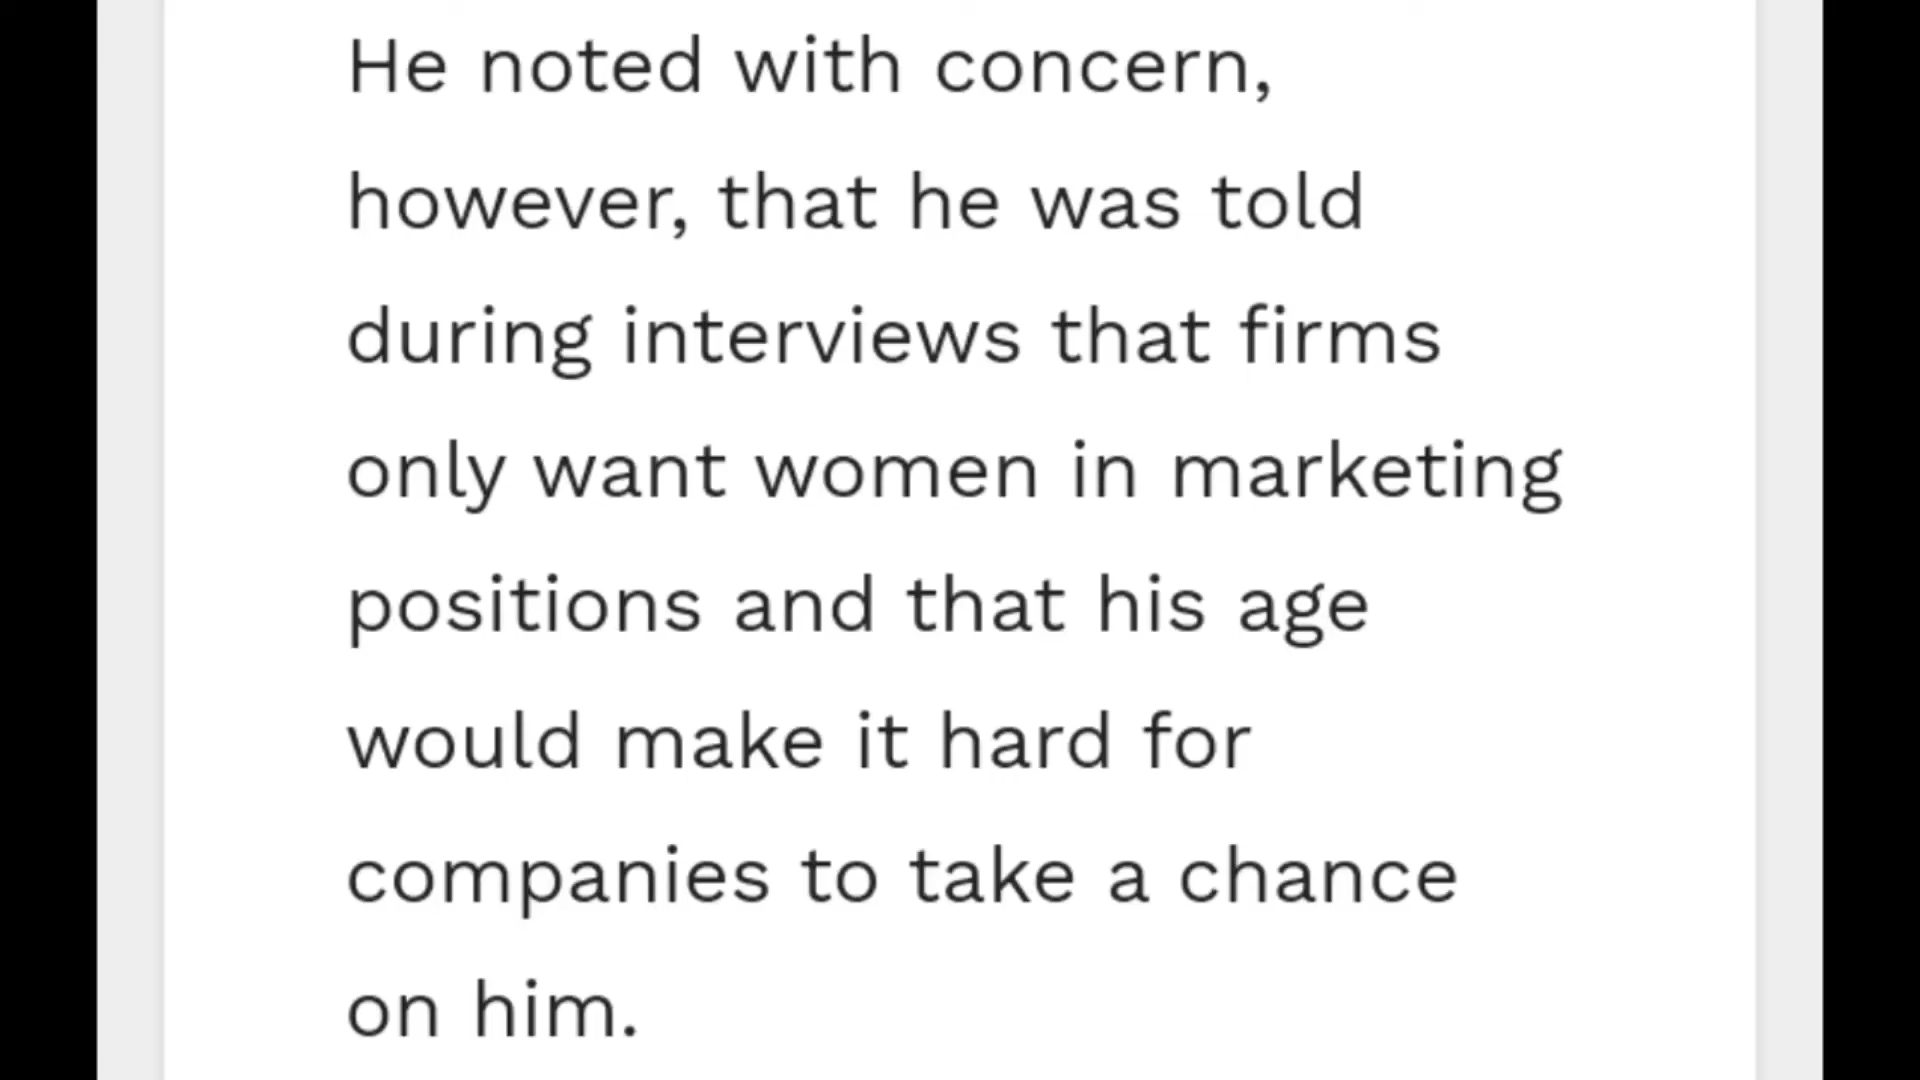 He noted with concern,
however, that he was told
during interviews that firms
only want women in marketing
positions and that his age
would make it hard for
companies to take a chance
on him.